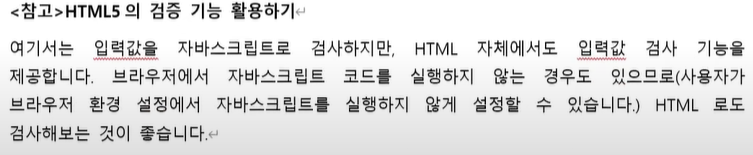 <참고>HTML5의 검증 기능 활용하기
여기서는 입력값을 자바스크립트로 검사하지만, HTML 자체에서도 입력값 검사 기능을
제공합니다. 브라우저에서 자바스크립트 코드를 실행하지 않는 경우도 있으므로(사용자가
브라우저 환경 설정에서 자바스크립트를 실행하지 않게 설정할 수 있습니다.) HTML 로도
검사해보는 것이 좋습니다.